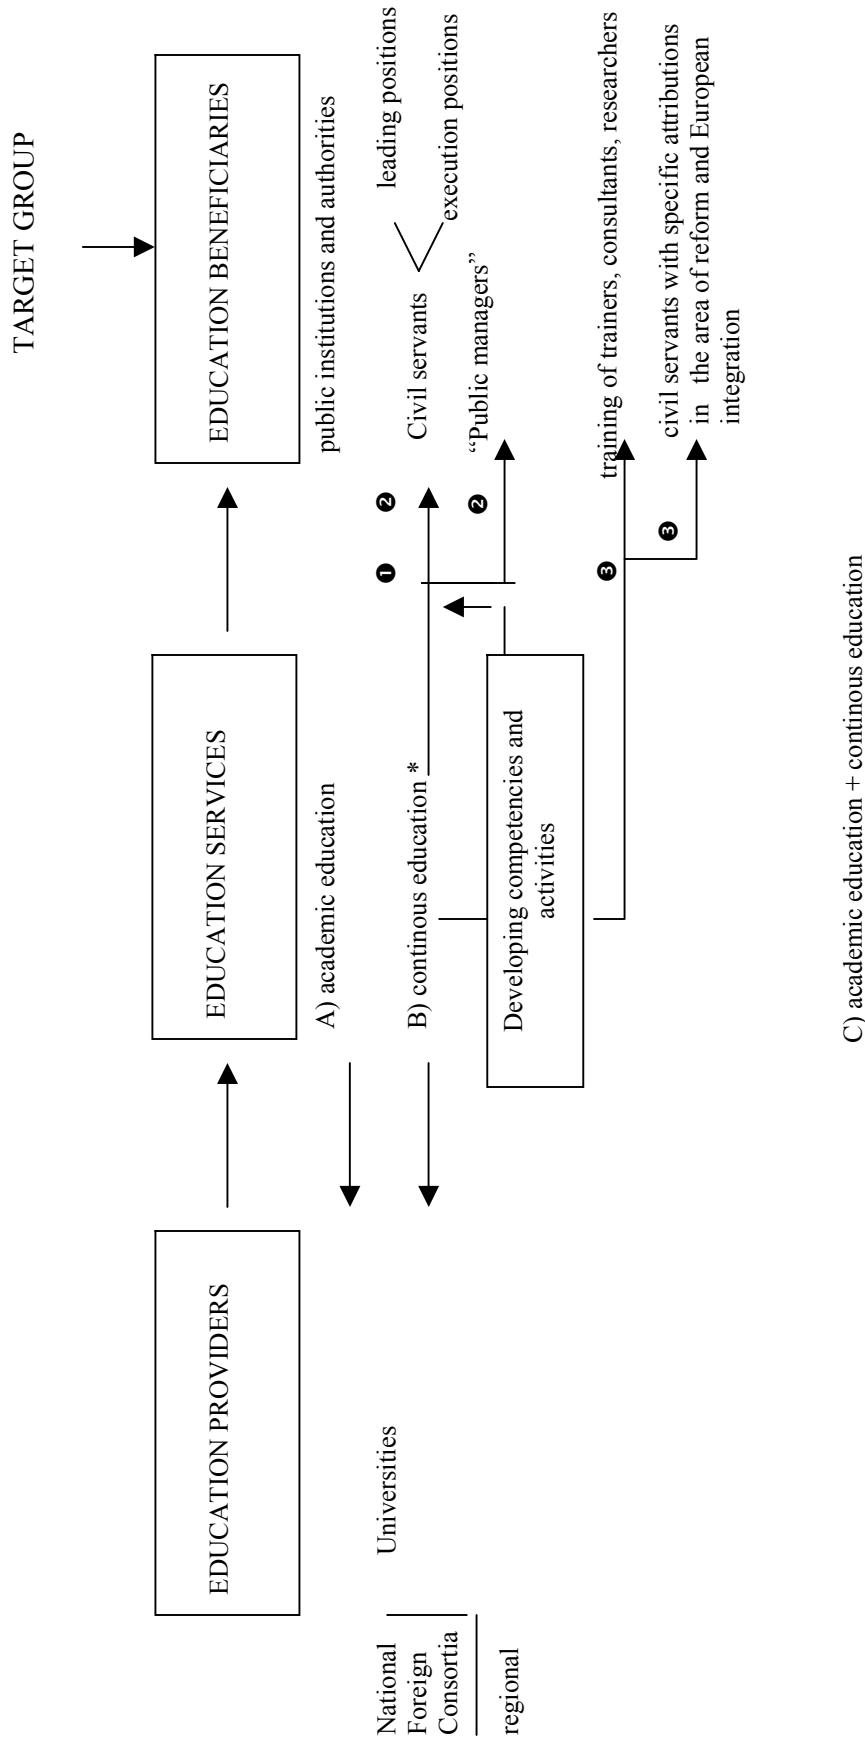 TARGET GROUP
EDUCATION PROVIDERS
EDUCATION SERVICES
EDUCATION BENEFICIARIES
National
Foreign
Consortia
regional
Universities
A) academic education
B) continous education *
Developing competencies and
activities
C) academic education + continous education
public institutions and authorities
❶
❷
Civil servants
leading positions
execution positions
❷
“Public managers”
❸
training of trainers, consultants, researchers
❸
civil servants with specific attributions
in the area of reform and European
integration